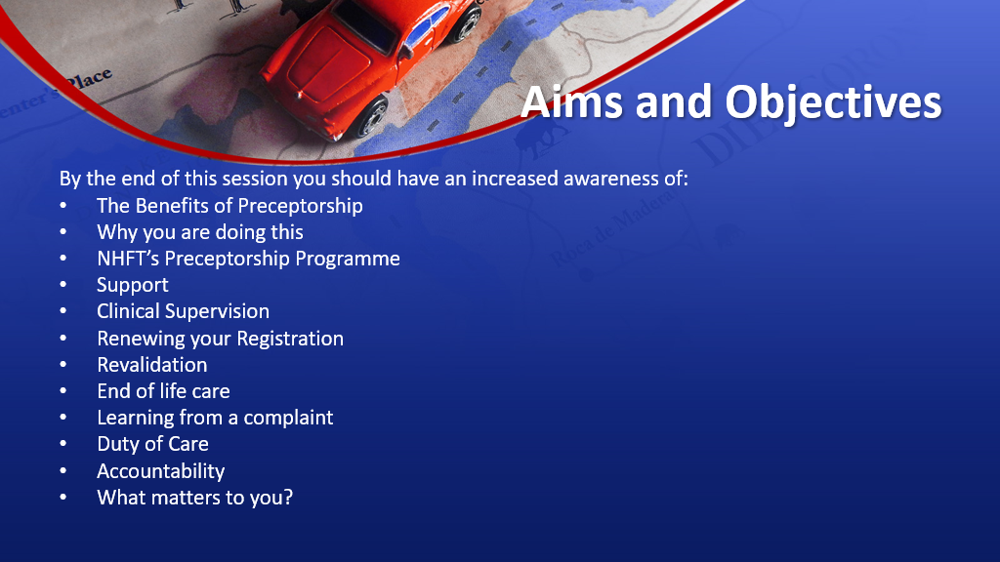 enter's Place
Aims and Objectives
By the end of this session you should have an increased awareness of:
• The Benefits of Preceptorship
• Why you are doing this
• NHFT’s Preceptorship Programme
• Support
• Clinical Supervision
• Renewing your Registration
• Revalidation
• End of life care
• Learning from a complaint
• Duty of Care
• Accountability
• What matters to you?